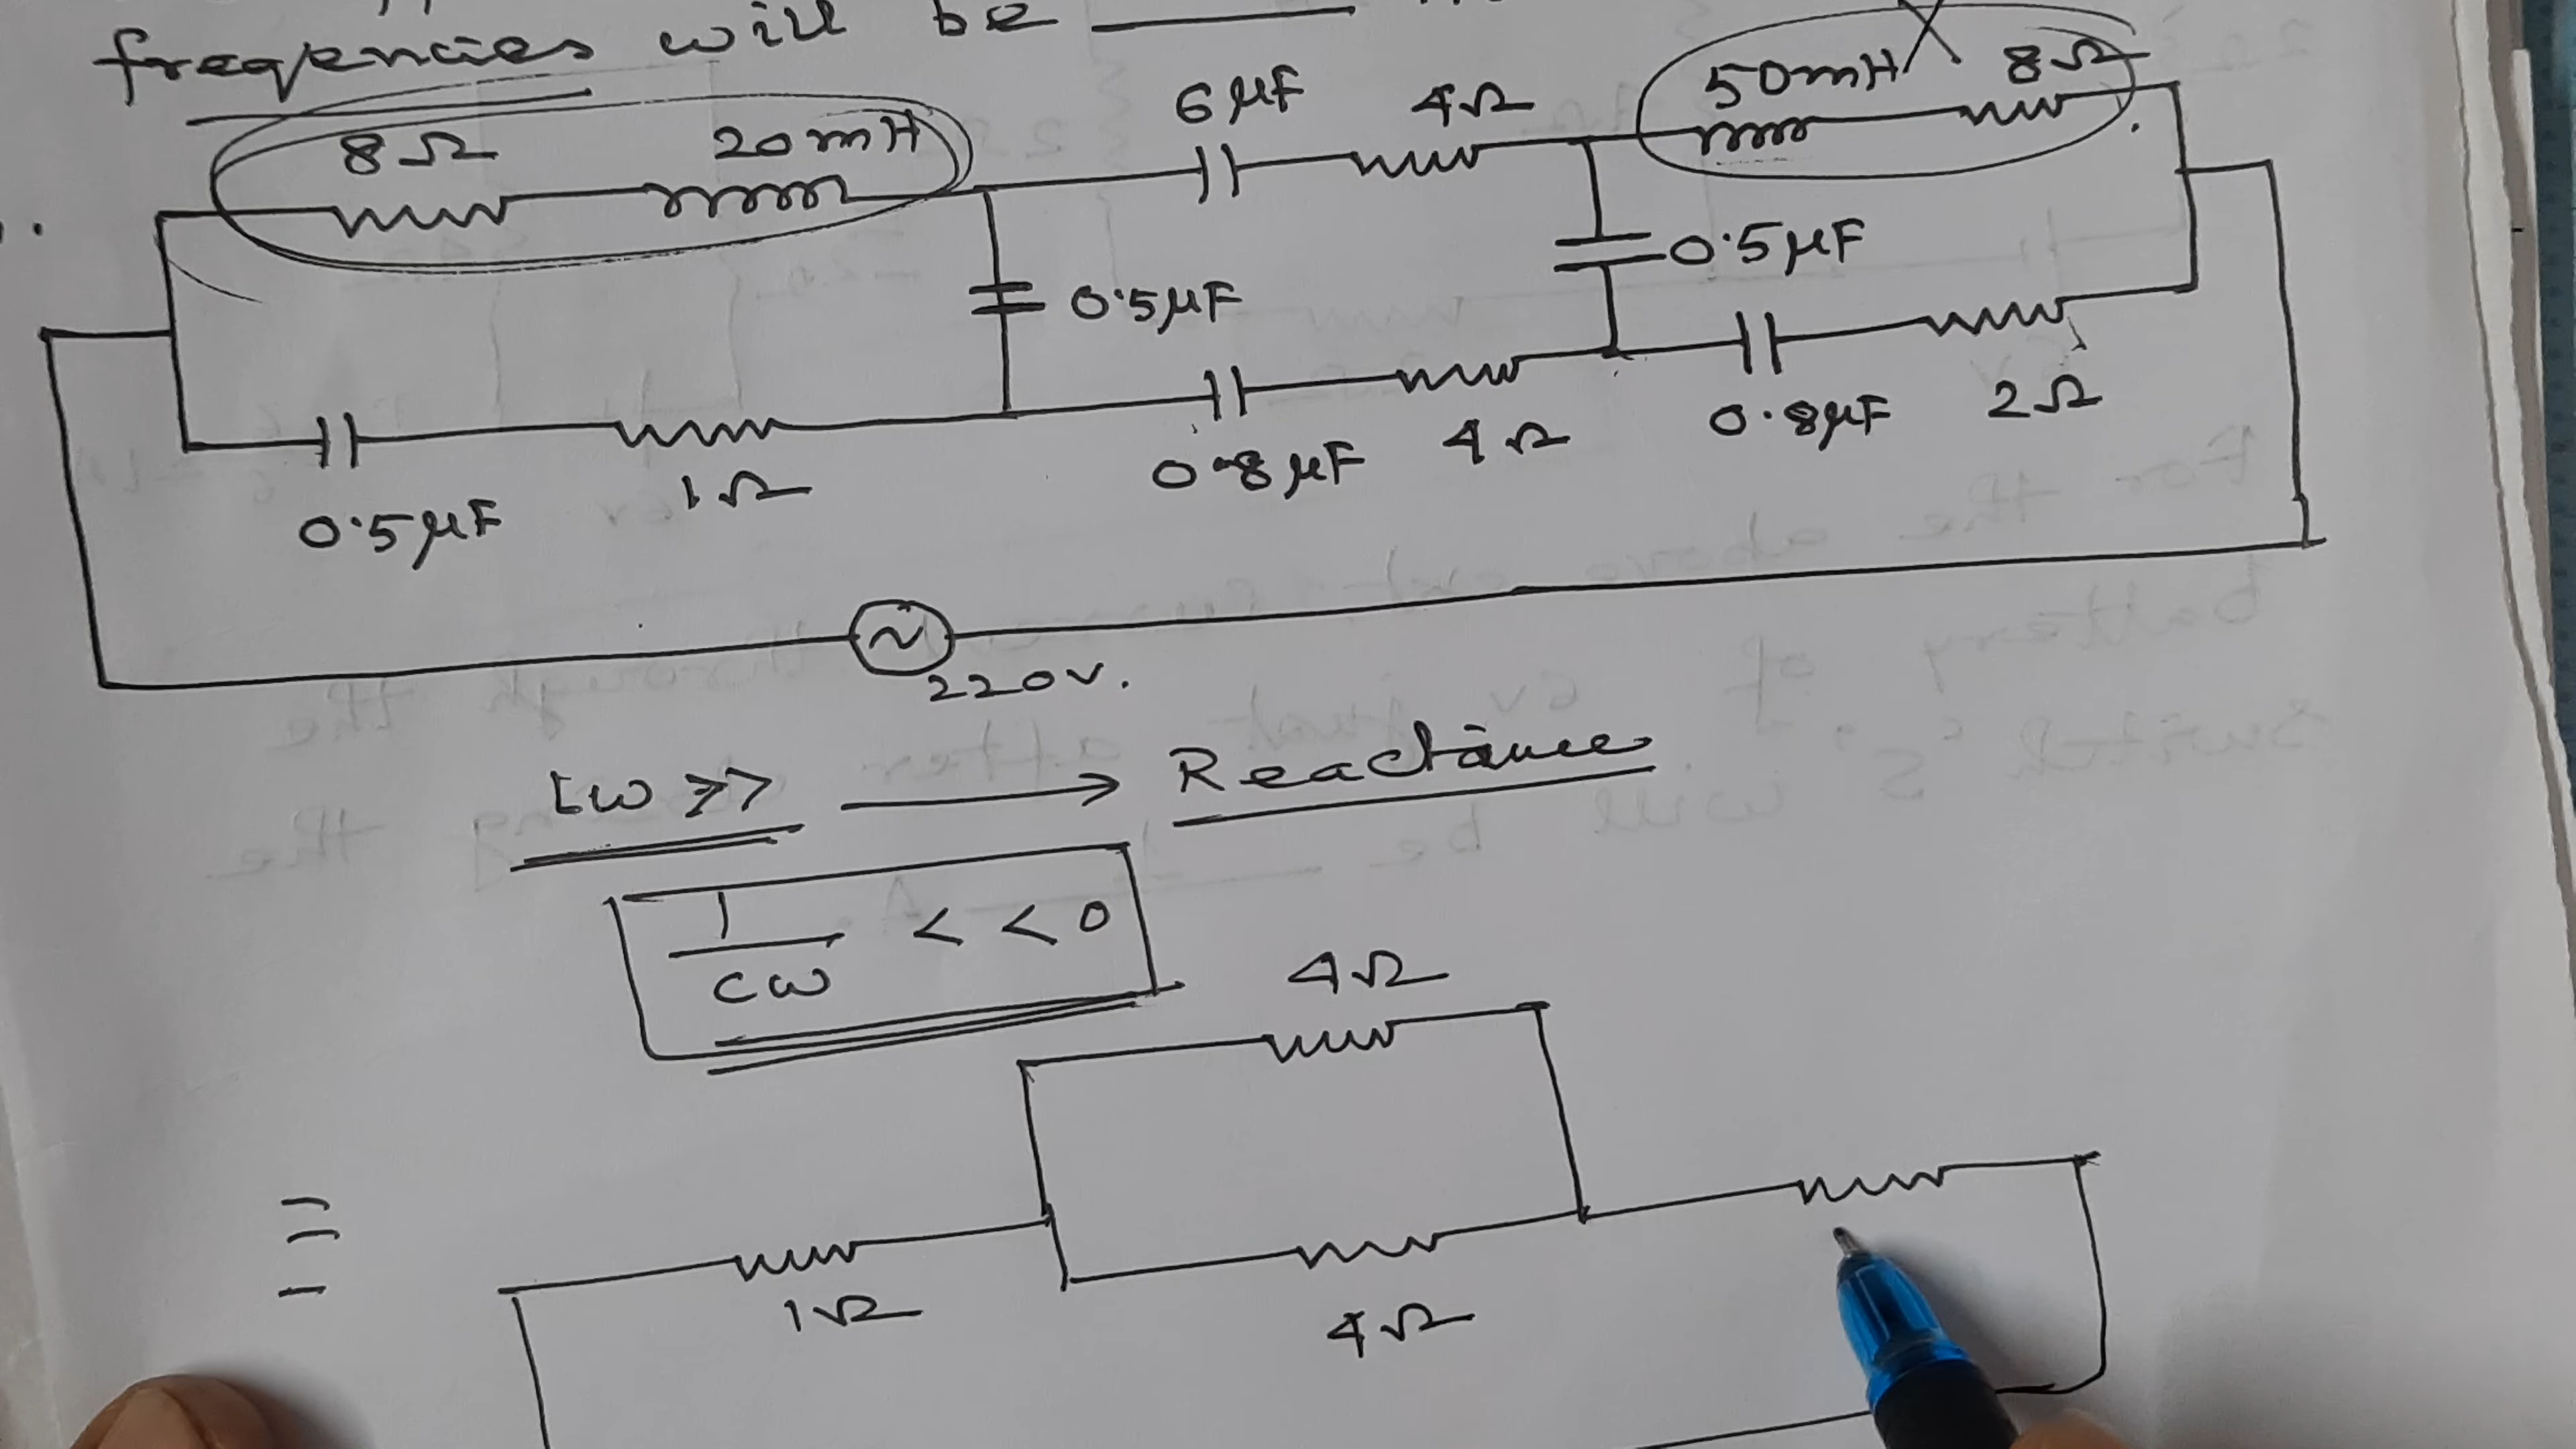 freqencies will be
8Ω 20mH 6μF 4Ω 50mH 8Ω
0.5μF 0.5μF
0.5μF 1Ω 0.8μF 4Ω 0.8μF 2Ω
~
220V.
Lω >> → Reactance
1/cω << 0
4Ω
=
1Ω 4Ω